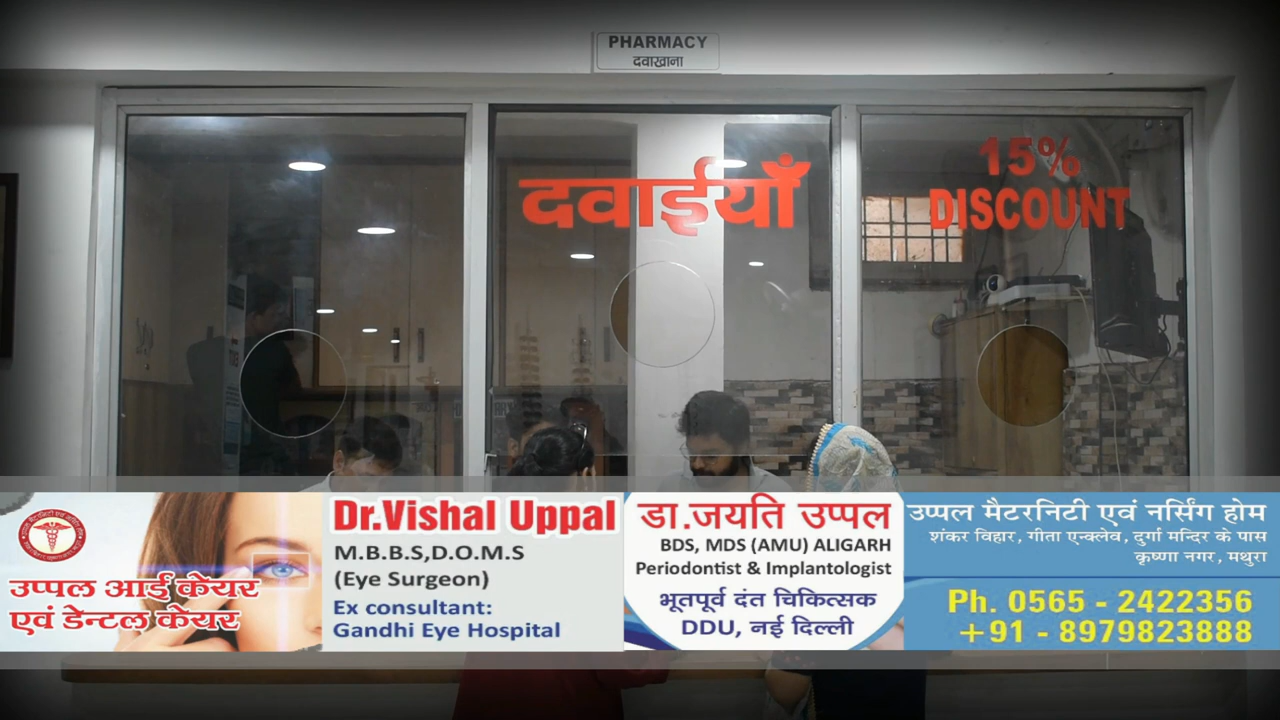 PHARMACY
दवाखाना
दवाईयाँ
15%
DISCOUNT
उप्पल आई केयर
एवं डेन्टल केयर
Dr.Vishal Uppal
M.B.B.S,D.O.M.S
(Eye Surgeon)
Ex consultant:
Gandhi Eye Hospital
डा.जयति उप्पल
BDS, MDS (AMU) ALIGARH
Periodontist & Implantologist
भूतपूर्व दंत चिकित्सक
DDU, नई दिल्ली
उप्पल मैटरनिटी एवं नर्सिंग होम
शंकर विहार, गीता एन्क्लेव, दुर्गा मन्दिर के पास
कृष्णा नगर, मथुरा
Ph. 0565 - 2422356
+91 - 8979823888